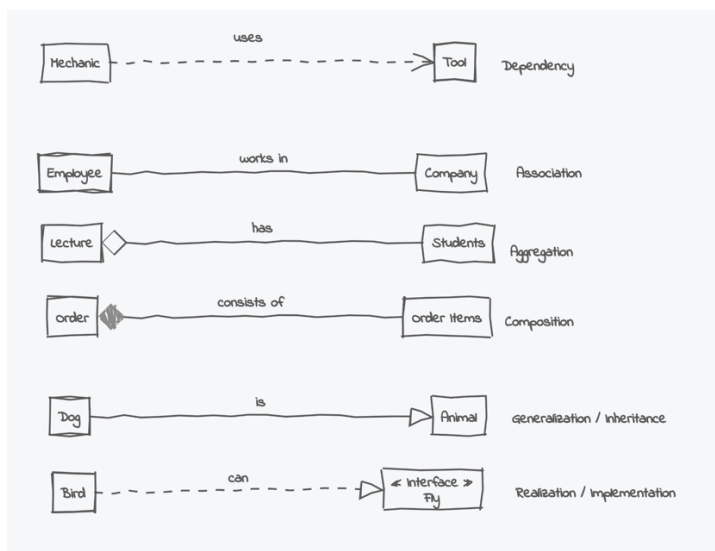 uses
Mechanic
Tool
Dependency
works in
Employee
Company
Association
has
Lecture
Students
Aggregation
consists of
Order
Order Items
Composition
is
Dog
Animal
Generalization / Inheritance
can
Bird
« Interface »
Fly
Realization / Implementation